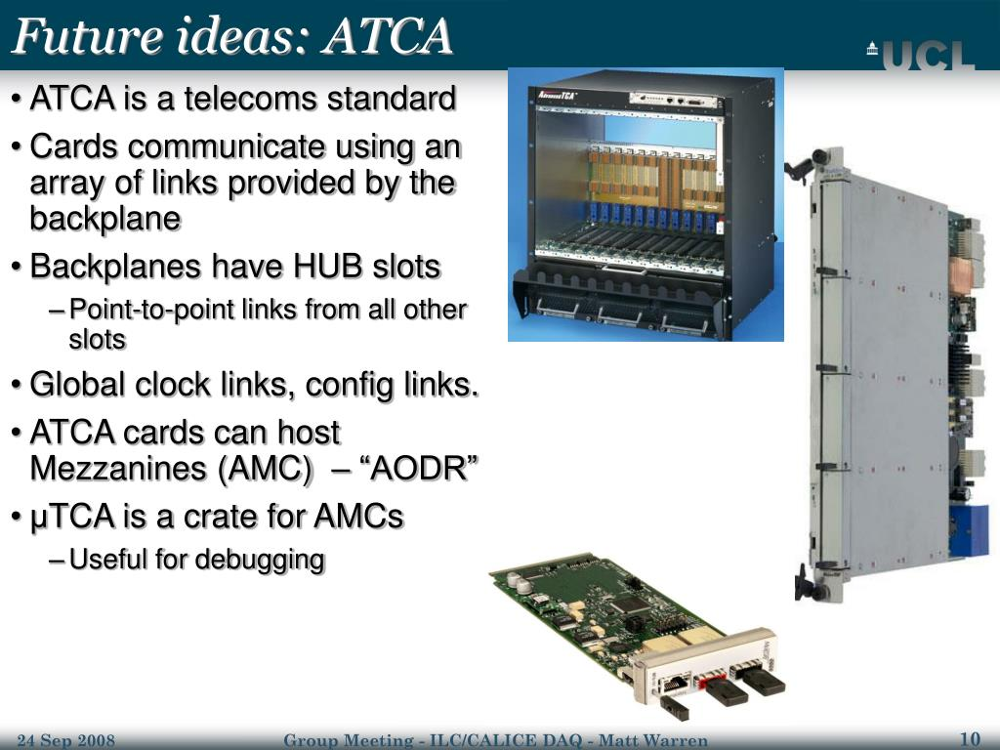 Future ideas: ATCA
UCL
• ATCA is a telecoms standard
• Cards communicate using an
array of links provided by the
backplane
• Backplanes have HUB slots
– Point-to-point links from all other
slots
• Global clock links, config links.
• ATCA cards can host
Mezzanines (AMC) – “AODR”
• µTCA is a crate for AMCs
– Useful for debugging
AdvancedTCA™
24 Sep 2008
Group Meeting - ILC/CALICE DAQ - Matt Warren
10